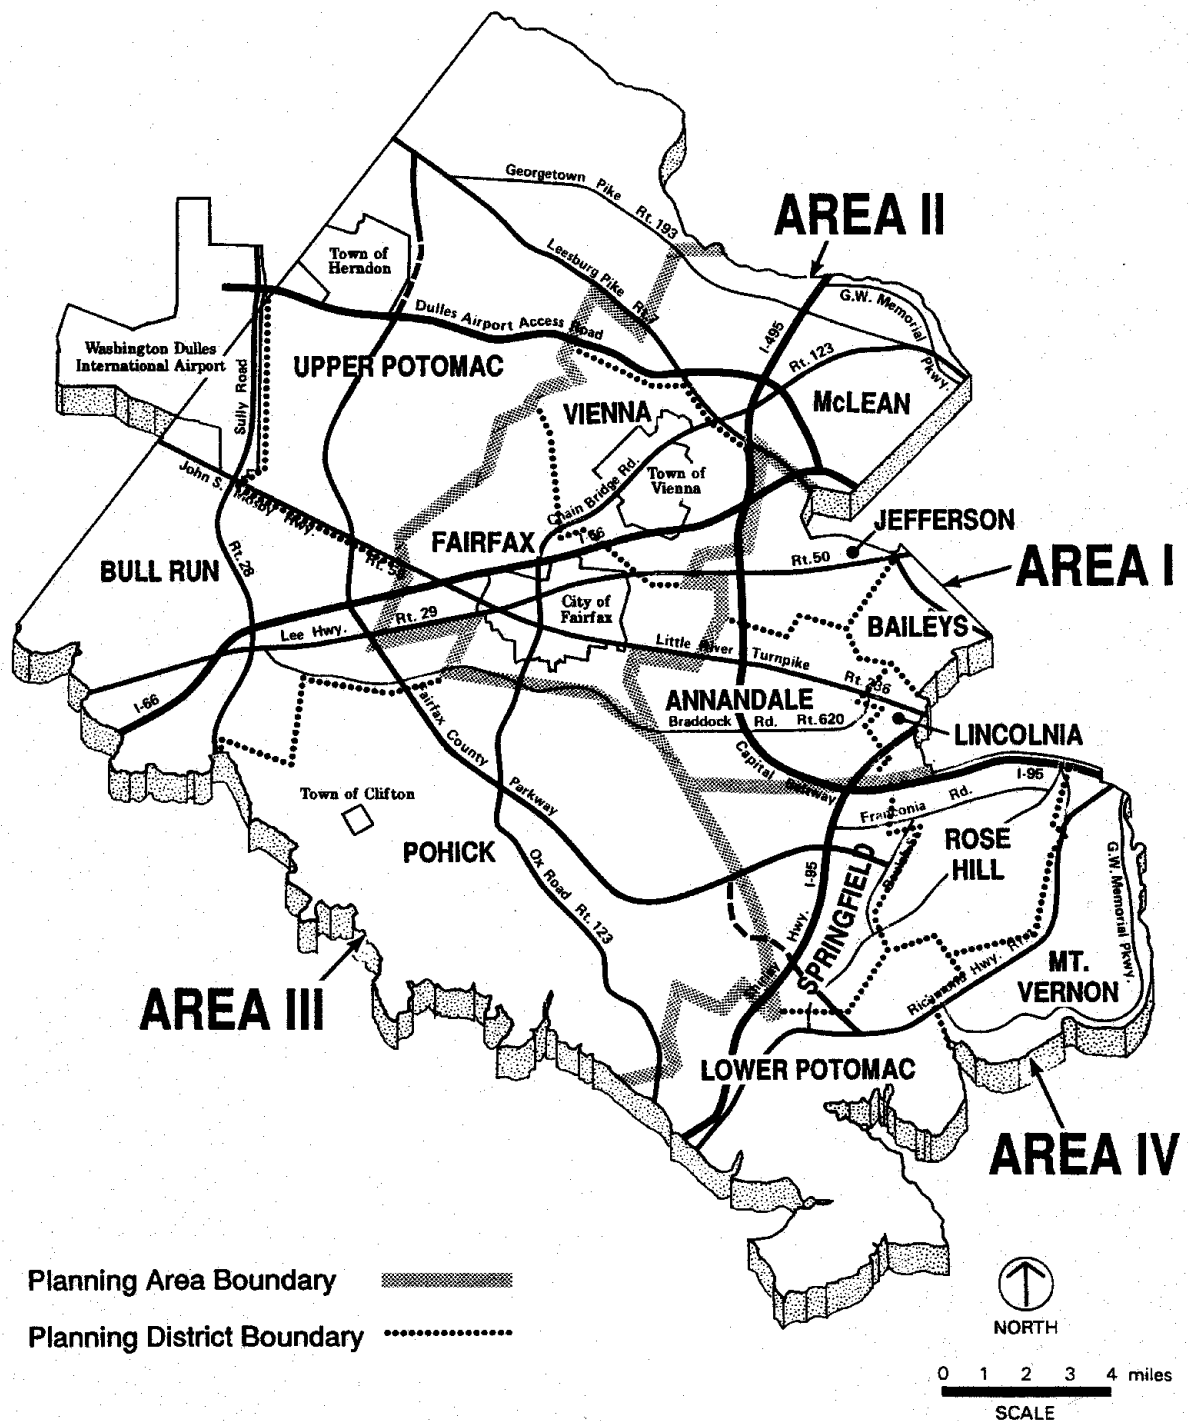 Georgetown Pike Rt. 193
AREA II
Town of
Herndon
Leesburg Pike Rt. 7
G.W. Memorial Pkwy.
Dulles Airport Access Road
I-495
Rt. 123
Washington Dulles
International Airport
UPPER POTOMAC
Sully Road
VIENNA
McLEAN
John S. Mosby Hwy.
Chain Bridge Rd.
Town of
Vienna
JEFFERSON
FAIRFAX
I-66
Rt. 50
Rt. 50
AREA I
BULL RUN
Rt. 28
City of
Fairfax
Lee Hwy.
Rt. 29
BAILEYS
Little River Turnpike
Rt. 236
I-66
ANNANDALE
Braddock Rd. Rt. 620
LINCOLNIA
Fairfax County Parkway
Capital Beltway
I-95
Town of Clifton
Franconia Rd.
POHICK
ROSE
HILL
Ox Road Rt. 123
I-95
SPRINGFIELD
G.W. Memorial Pkwy.
Shirley Hwy.
Richmond Hwy.
MT.
VERNON
AREA III
LOWER POTOMAC
AREA IV
Planning Area Boundary
Planning District Boundary
NORTH
0 1 2 3 4 miles
SCALE